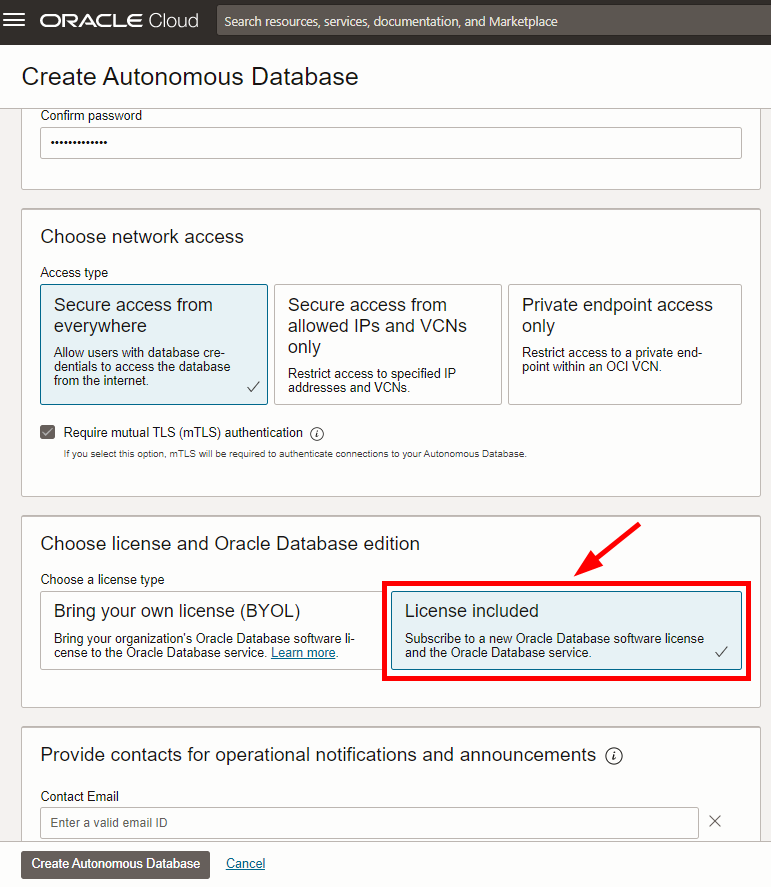 ORACLE Cloud
Search resources, services, documentation, and Marketplace
Create Autonomous Database
Confirm password
•••••••••••••
Choose network access
Access type
Secure access from
everywhere
Allow users with database cre-
dentials to access the database
from the internet.
Secure access from
allowed IPs and VCNs
only
Restrict access to specified IP
addresses and VCNs.
Private endpoint access
only
Restrict access to a private end-
point within an OCI VCN.
Require mutual TLS (mTLS) authentication
If you select this option, mTLS will be required to authenticate connections to your Autonomous Database.
Choose license and Oracle Database edition
Choose a license type
Bring your own license (BYOL)
Bring your organization's Oracle Database software li-
cense to the Oracle Database service. Learn more.
License included
Subscribe to a new Oracle Database software license
and the Oracle Database service.
Provide contacts for operational notifications and announcements
Contact Email
Enter a valid email ID
Create Autonomous Database
Cancel